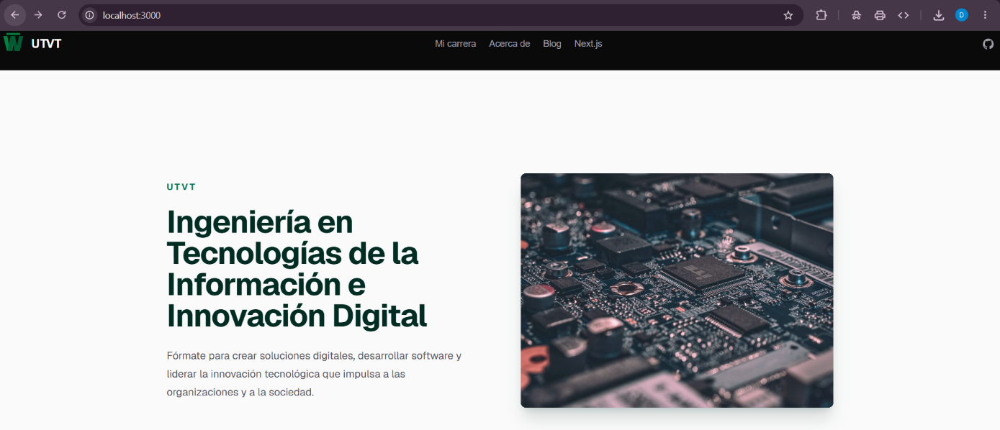 localhost:3000
D
UTVT
Mi carrera
Acerca de
Blog
Next.js
UTVT
Ingeniería en
Tecnologías de la
Información e
Innovación Digital
Fórmate para crear soluciones digitales, desarrollar software y
liderar la innovación tecnológica que impulsa a las
organizaciones y a la sociedad.